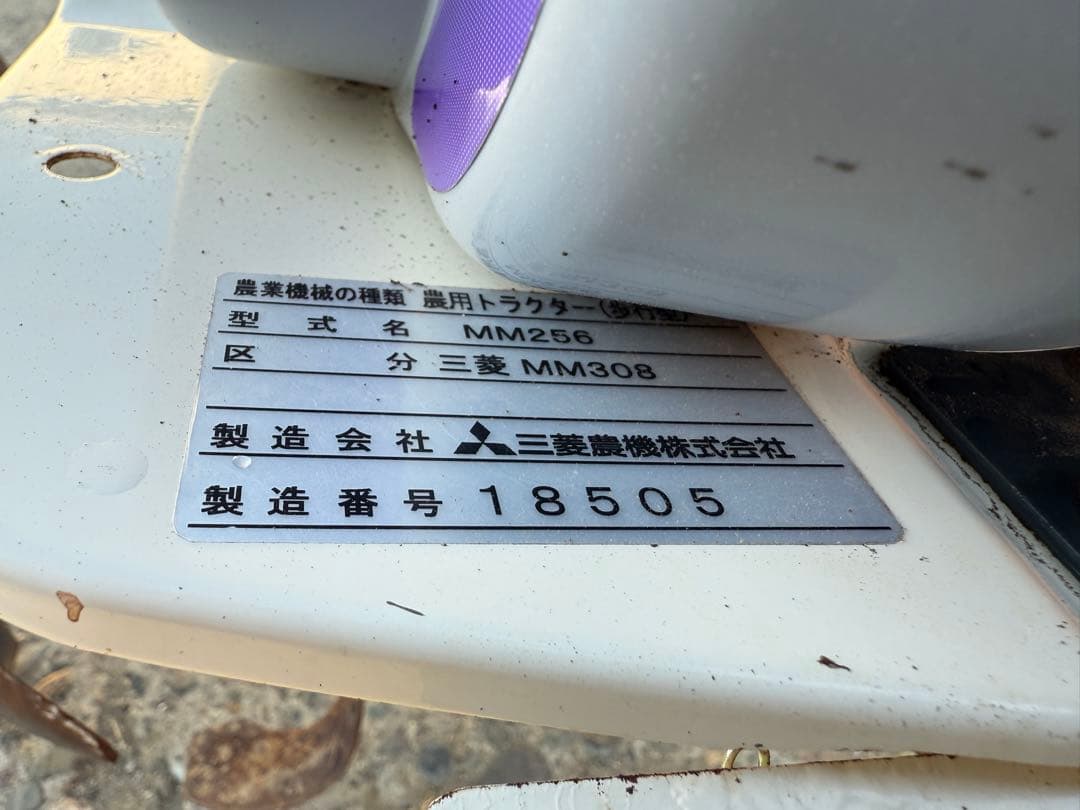 農業機械の種類 農用トラクター(歩行型)
型式名 MM256
区分 三菱 MM308
製造会社 三菱農機株式会社
製造番号 18505